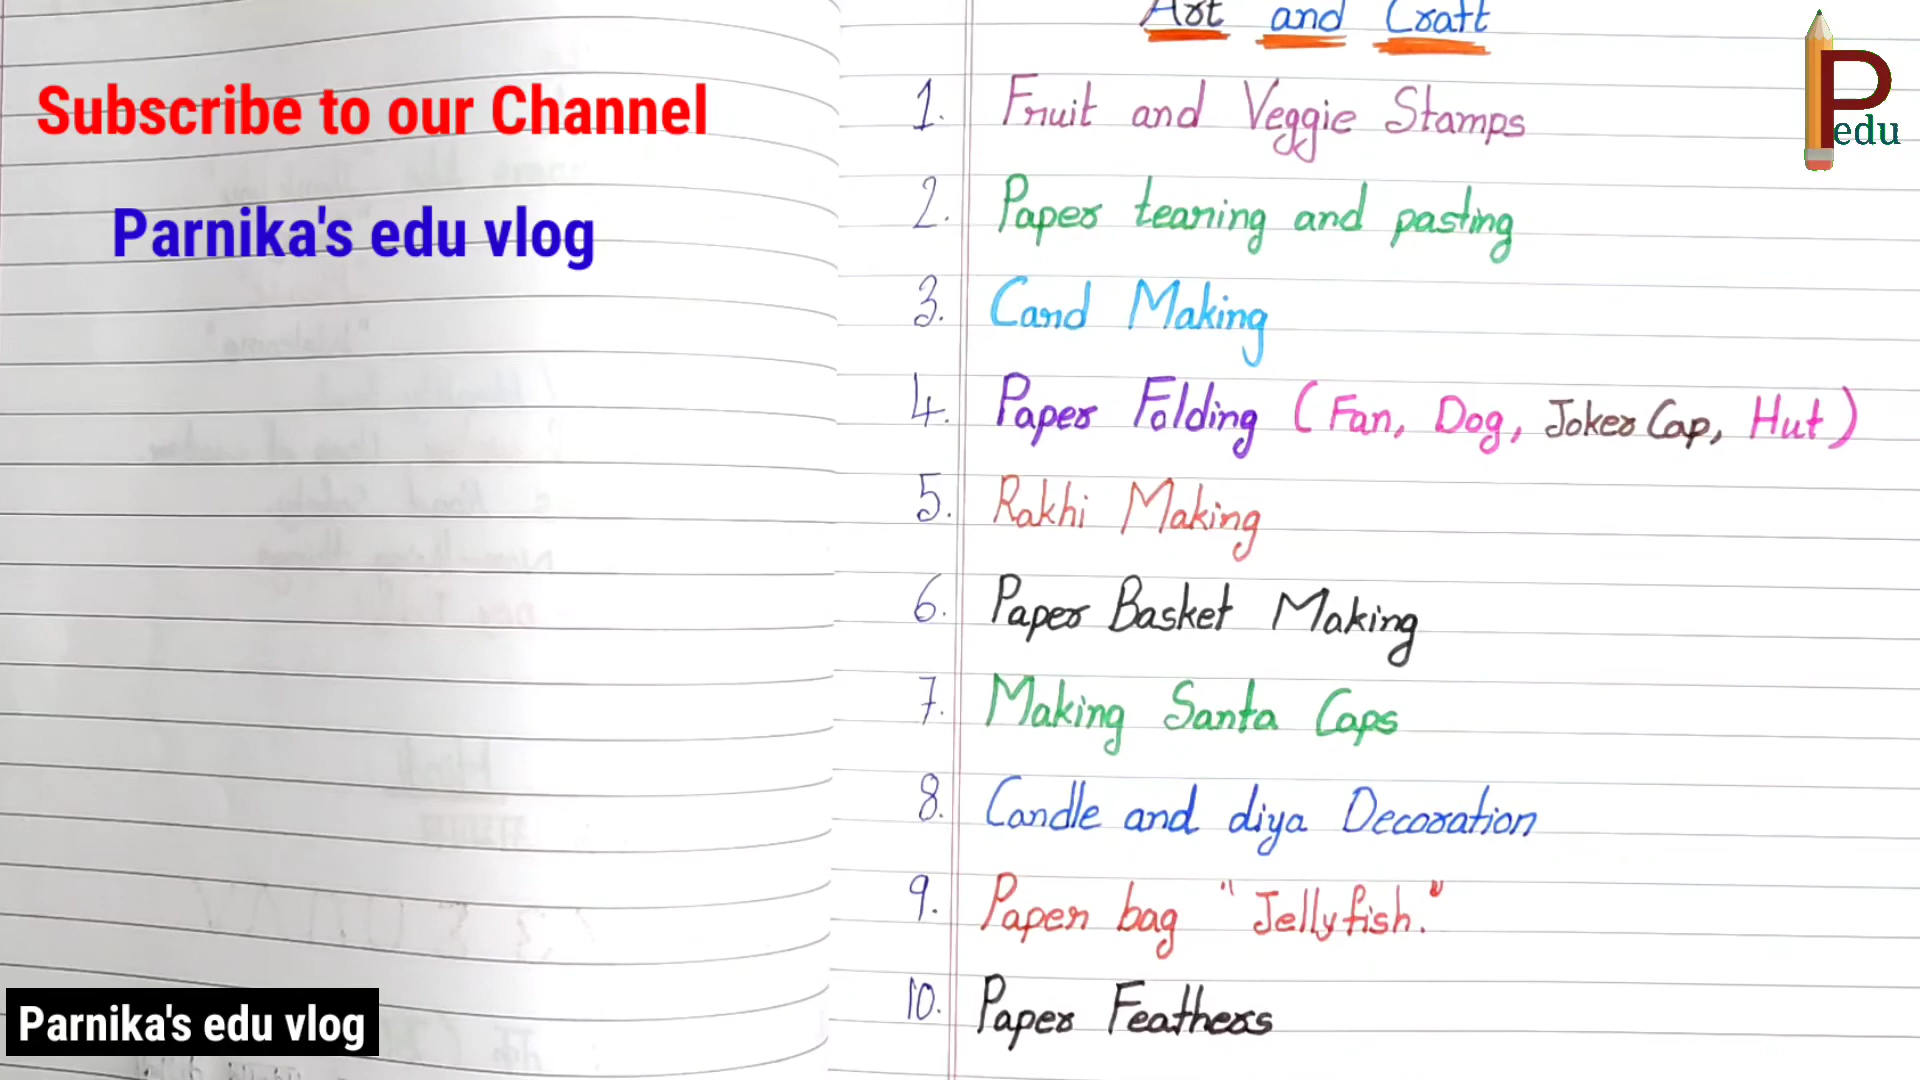 Art and Craft
Subscribe to our Channel
Parnika's edu vlog
P
edu
1. Fruit and Veggie Stamps
2. Paper tearing and pasting
3. Card Making
4. Paper Folding (Fan, Dog, Joker Cap, Hut)
5. Rakhi Making
6. Paper Basket Making
7. Making Santa Caps
8. Candle and diya Decoration
9. Paper bag "Jellyfish."
10. Paper Feathers
Parnika's edu vlog